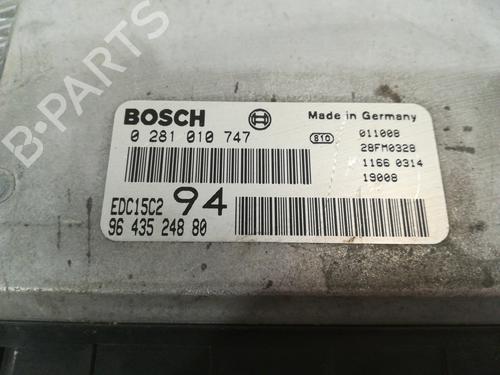 B-PARTS
BOSCH
Made in Germany
0 281 010 747
810
011008
28FM0328
1166 0314
19008
EDC15C2
94
96 435 248 80